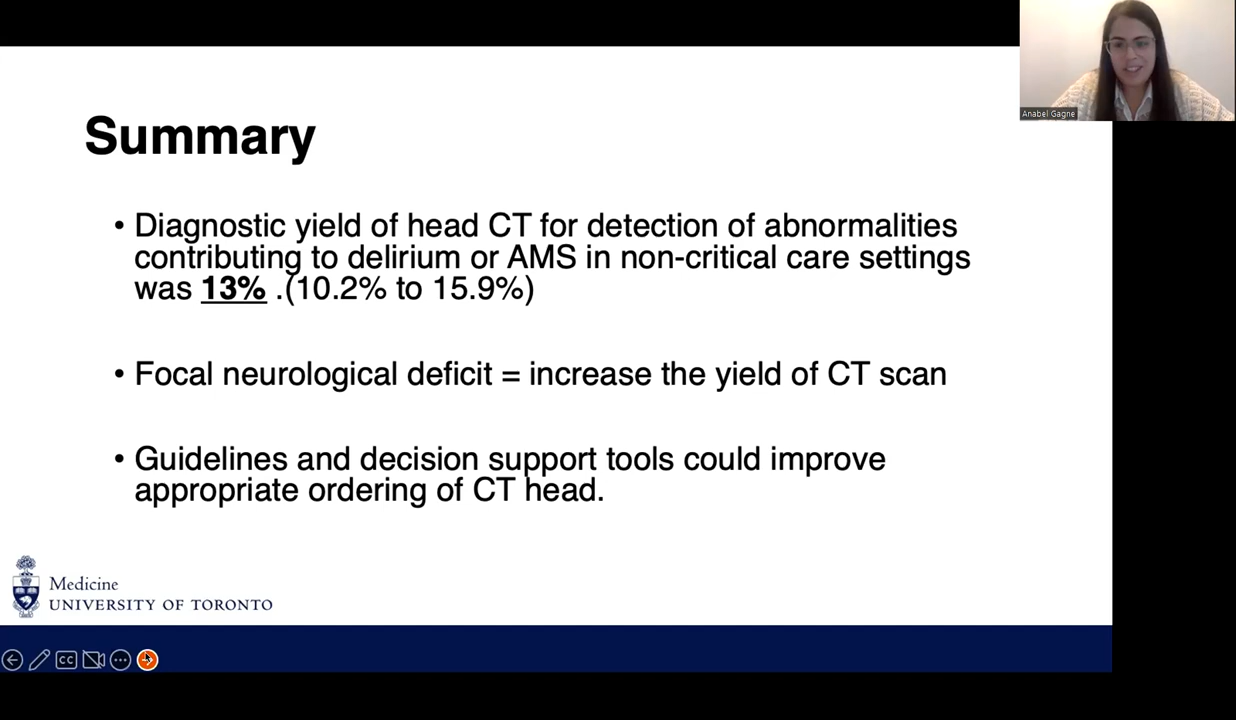 Anabel Gagne
Summary
• Diagnostic yield of head CT for detection of abnormalities
contributing to delirium or AMS in non-critical care settings
was 13% .(10.2% to 15.9%)
• Focal neurological deficit = increase the yield of CT scan
• Guidelines and decision support tools could improve
appropriate ordering of CT head.
Medicine
UNIVERSITY OF TORONTO
CC